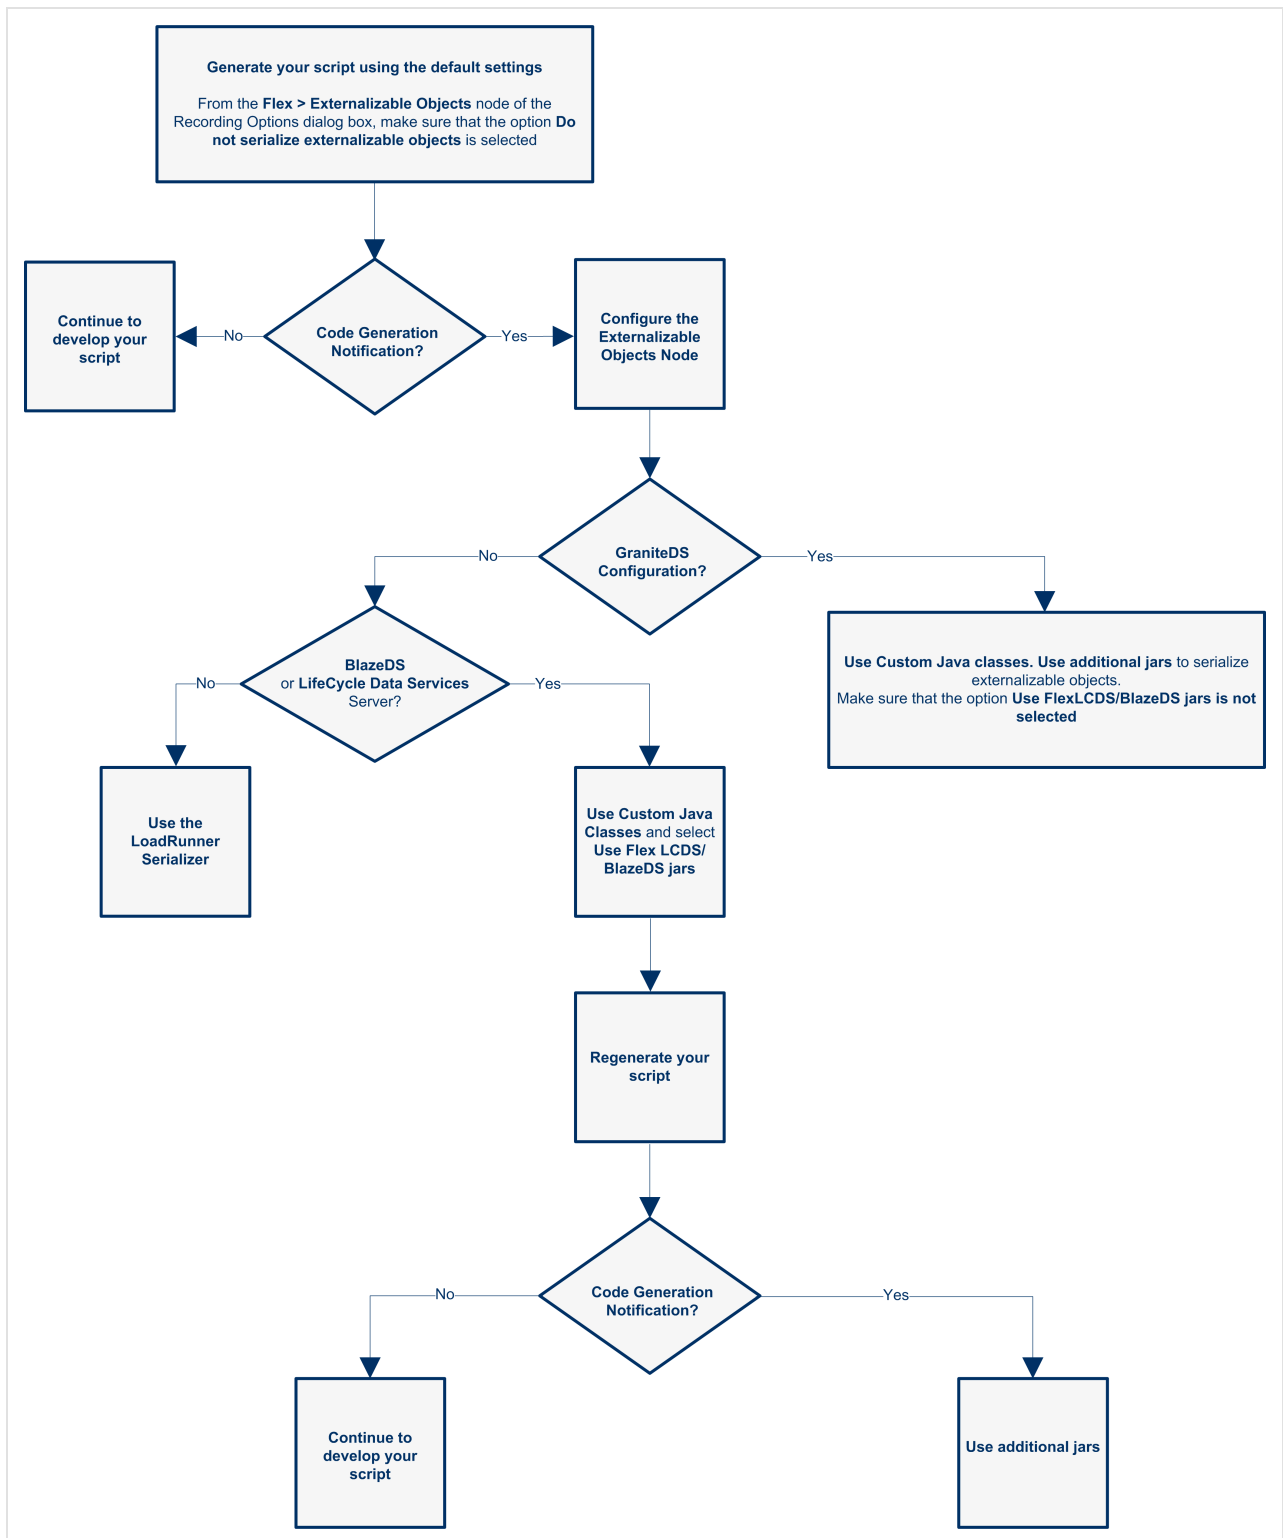 Generate your script using the default settings
From the Flex > Externalizable Objects node of the
Recording Options dialog box, make sure that the option Do
not serialize externalizable objects is selected
Continue to
develop your
script
No
Code Generation
Notification?
Yes
Configure the
Externalizable
Objects Node
No
GraniteDS
Configuration?
Yes
Use Custom Java classes. Use additional jars to serialize
externalizable objects.
Make sure that the option Use FlexLCDS/BlazeDS jars is not
selected
No
BlazeDS
or LifeCycle Data Services
Server?
Yes
Use the
LoadRunner
Serializer
Use Custom Java
Classes and select
Use Flex LCDS/
BlazeDS jars
Regenerate your
script
No
Code Generation
Notification?
Yes
Continue to
develop your
script
Use additional jars